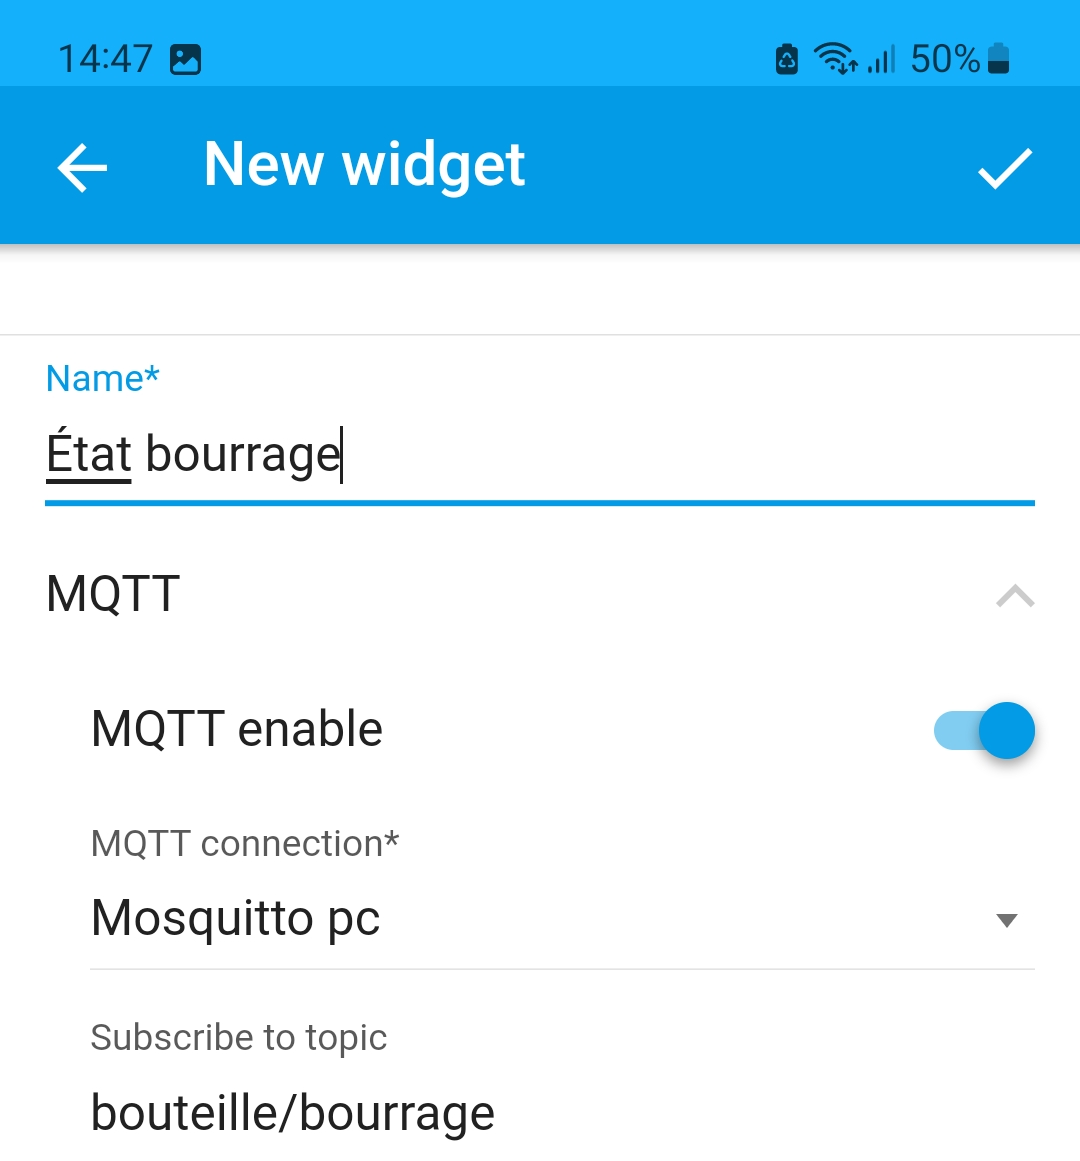 14:47 50%
New widget
Name*
État bourrage
MQTT
MQTT enable
MQTT connection*
Mosquitto pc
Subscribe to topic
bouteille/bourrage